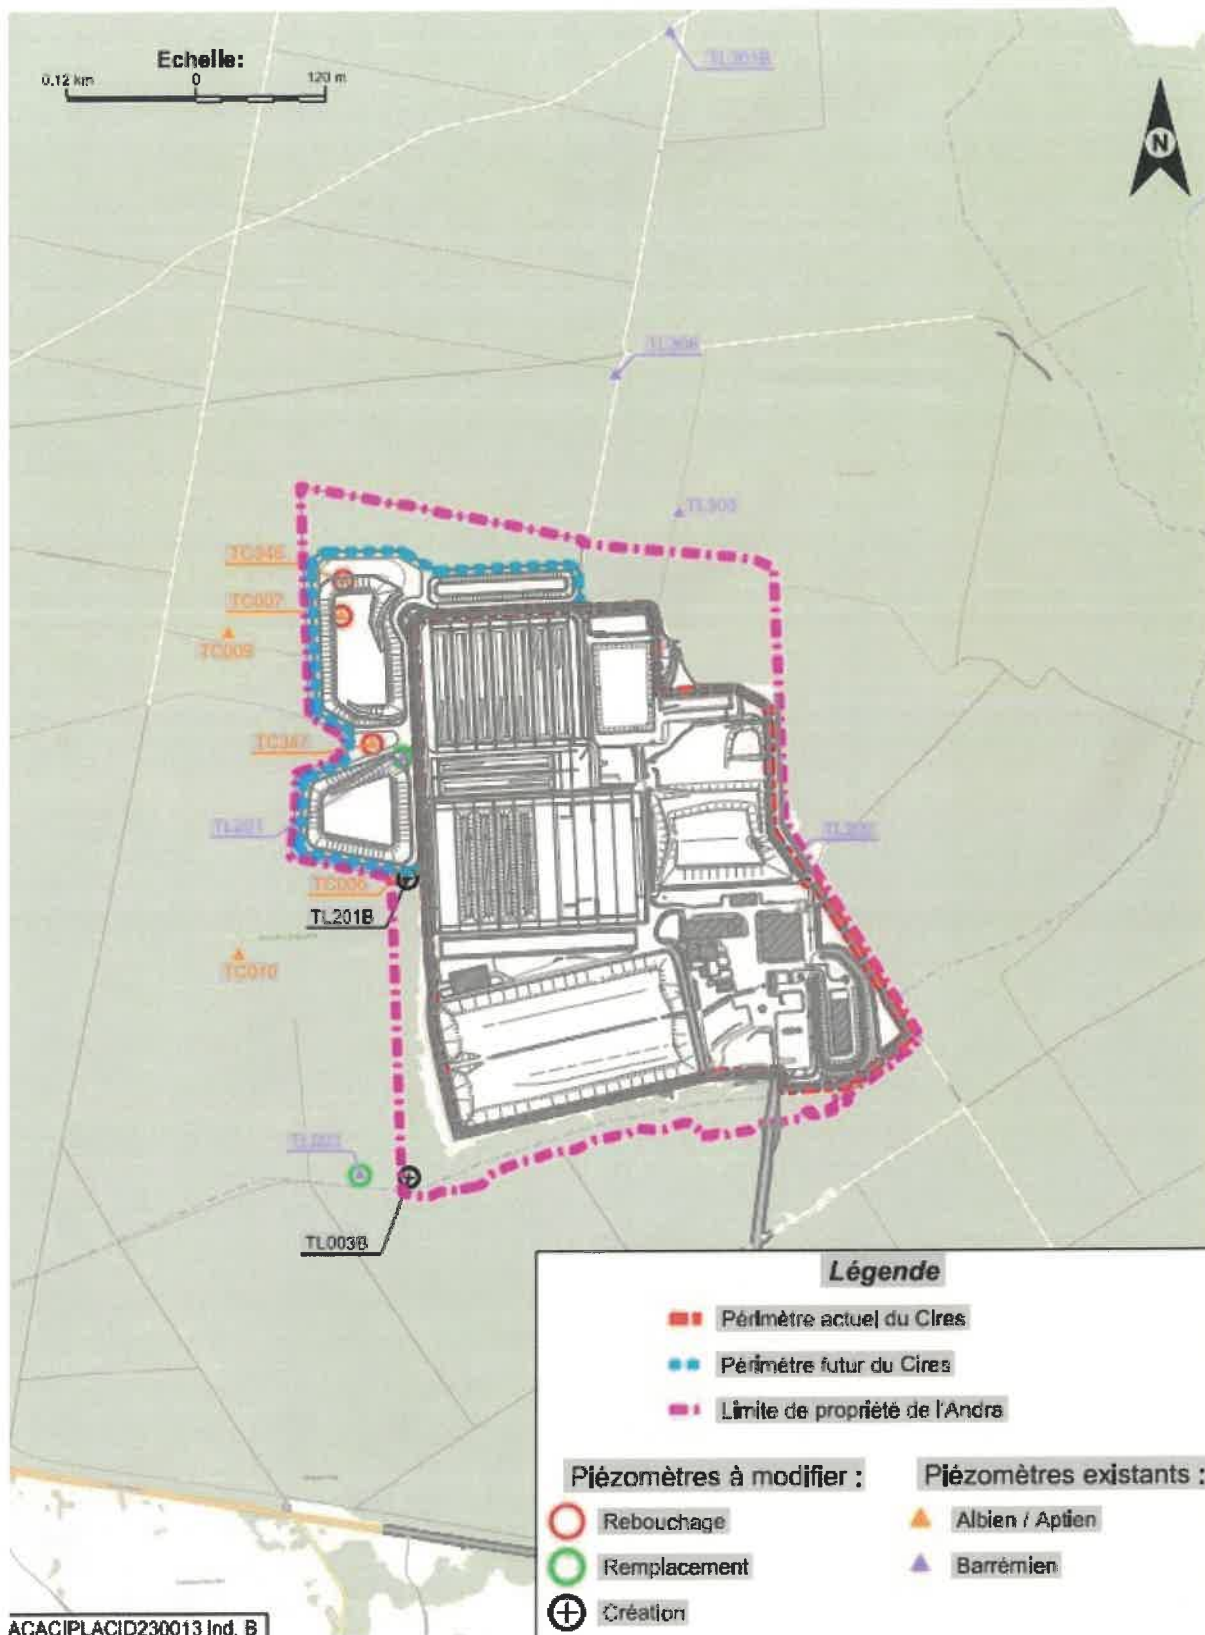 Echelle:
0,12 km 0 120 m
TL301B
N
TL306
TL305
TC346
TC007
TC009
TC347
TL201
TL202
TC006
TL201B
TC010
TL003
TL003B
Légende
Périmètre actuel du Cires
Périmètre futur du Cires
Limite de propriété de l'Andra
Piézomètres à modifier :
Piézomètres existants :
Rebouchage
Albien / Aptien
Remplacement
Barrémien
Création
ACACIPLACID230013 Ind. B